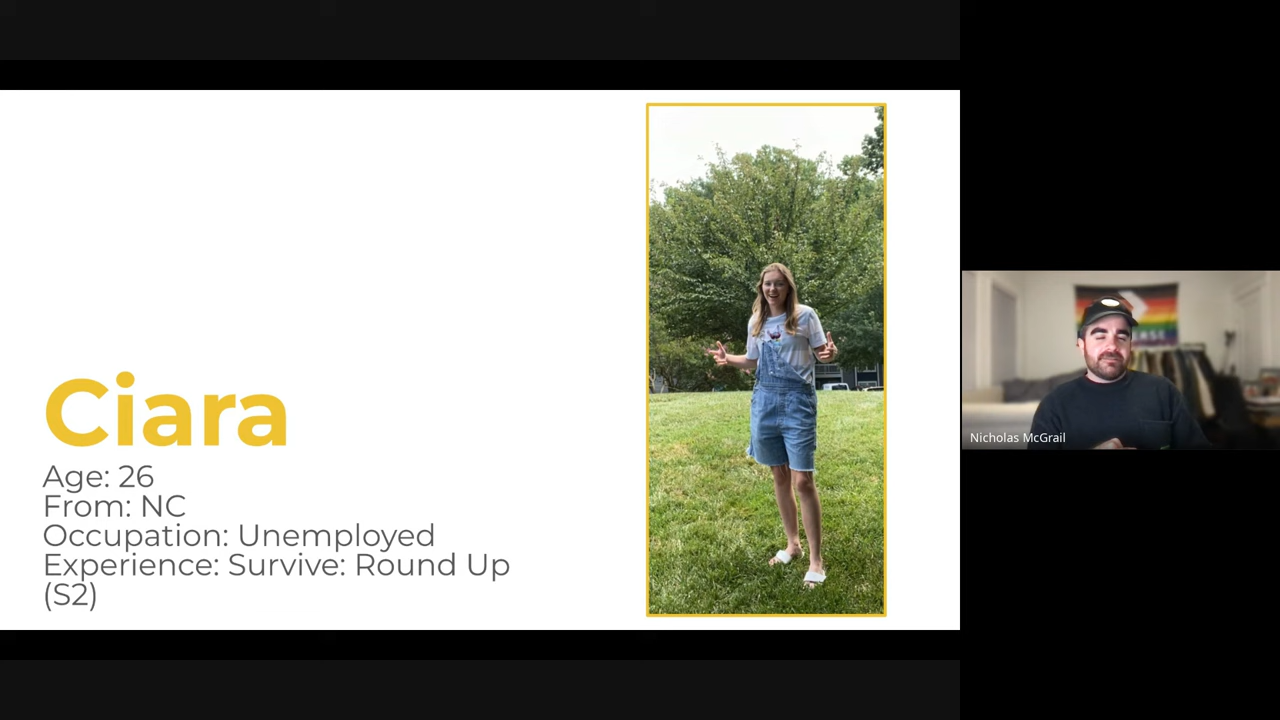 Ciara
Age: 26
From: NC
Occupation: Unemployed
Experience: Survive: Round Up
(S2)
Nicholas McGrail